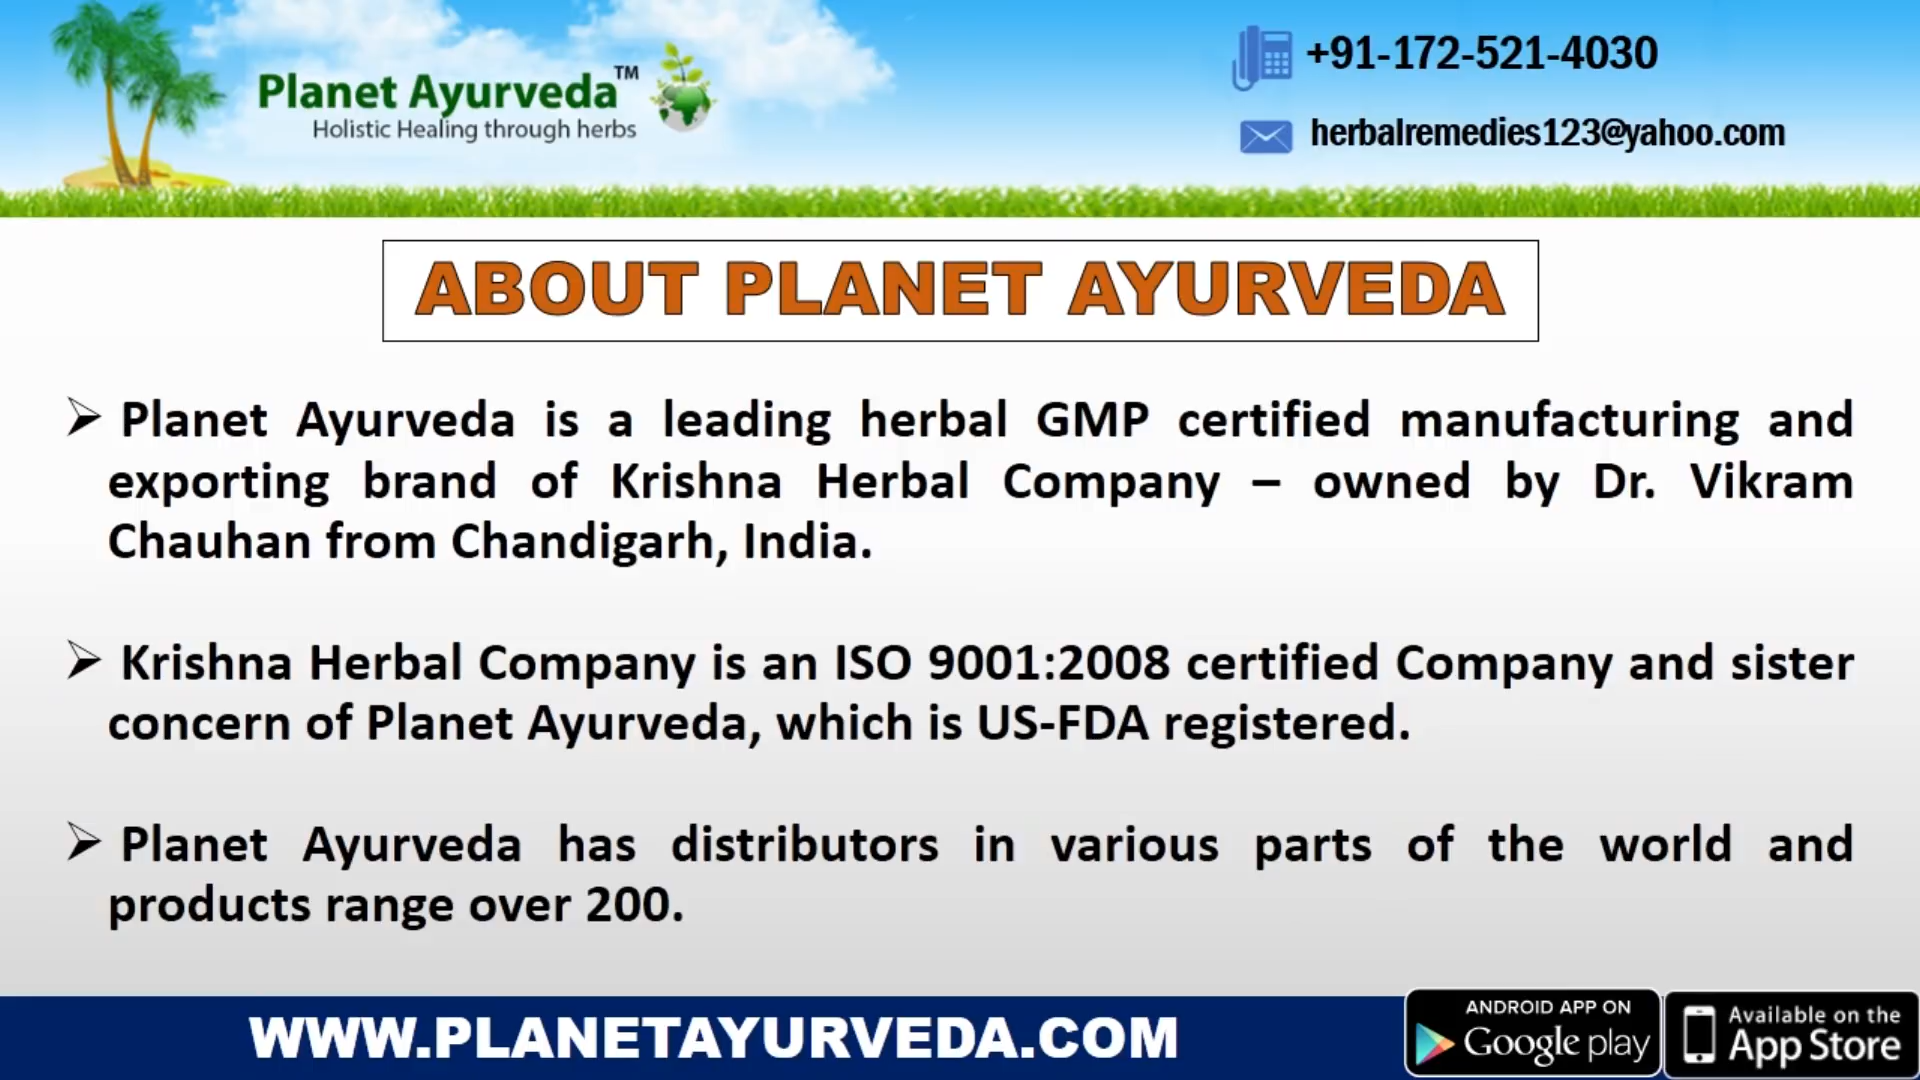 Planet Ayurveda™
Holistic Healing through herbs
+91-172-521-4030
herbalremedies123@yahoo.com
ABOUT PLANET AYURVEDA
➢ Planet Ayurveda is a leading herbal GMP certified manufacturing and
exporting brand of Krishna Herbal Company – owned by Dr. Vikram
Chauhan from Chandigarh, India.
➢ Krishna Herbal Company is an ISO 9001:2008 certified Company and sister
concern of Planet Ayurveda, which is US-FDA registered.
➢ Planet Ayurveda has distributors in various parts of the world and
products range over 200.
WWW.PLANETAYURVEDA.COM
ANDROID APP ON
Google play
Available on the
App Store